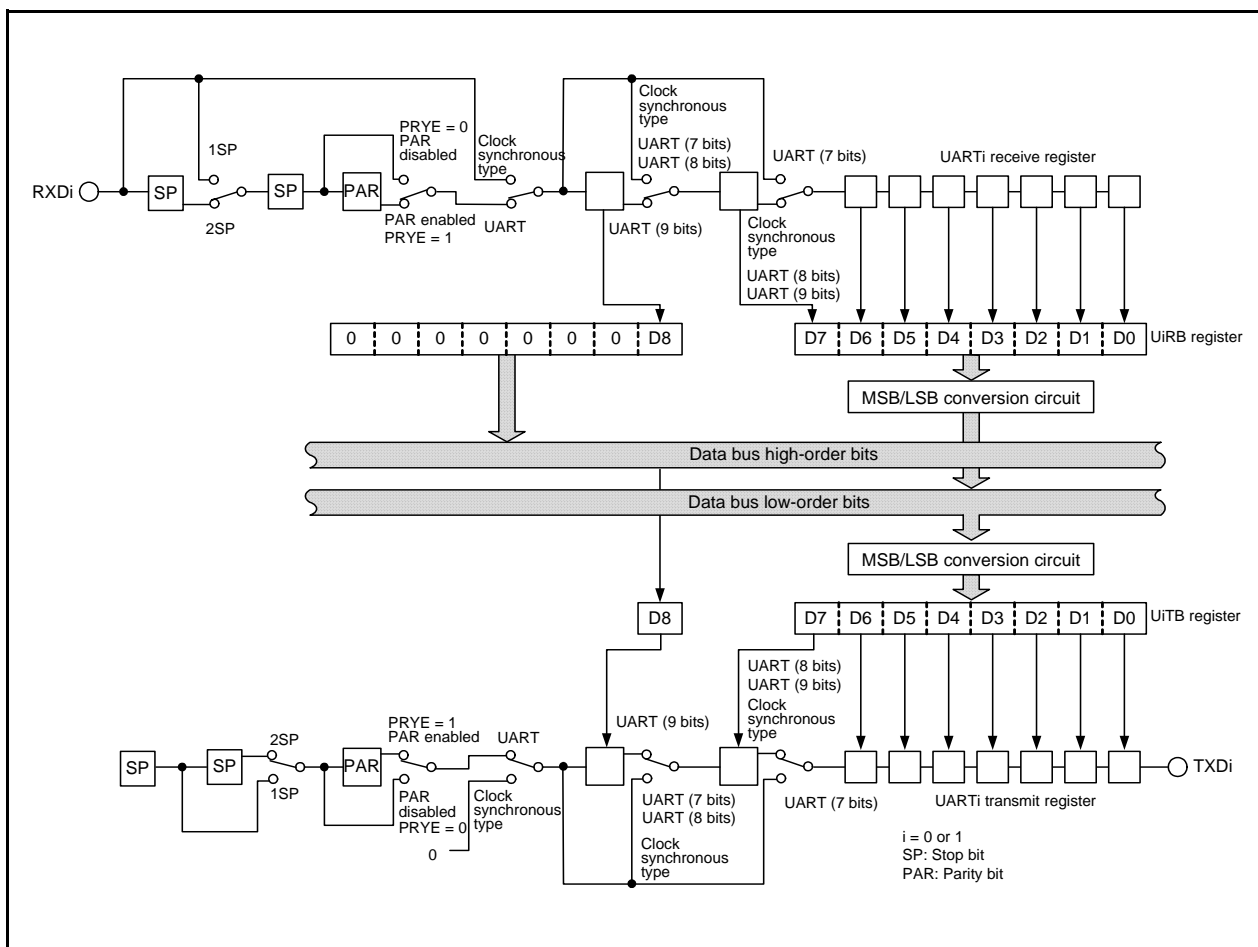 1SP
PRYE = 0
PAR
disabled
Clock
synchronous
type
Clock
synchronous
type
UART (7 bits)
UART (8 bits)
UART (7 bits)
UARTi receive register
RXDi
SP
SP
PAR
2SP
PAR enabled
PRYE = 1
UART
UART (9 bits)
Clock
synchronous
type
UART (8 bits)
UART (9 bits)
0 0 0 0 0 0 0 D8
D7 D6 D5 D4 D3 D2 D1 D0
UiRB register
MSB/LSB conversion circuit
Data bus high-order bits
Data bus low-order bits
MSB/LSB conversion circuit
D8
D7 D6 D5 D4 D3 D2 D1 D0
UiTB register
UART (8 bits)
UART (9 bits)
Clock
synchronous
type
UART (9 bits)
PRYE = 1
PAR enabled
UART
2SP
SP
SP
PAR
TXDi
1SP
PAR
disabled
PRYE = 0
Clock
synchronous
type
0
UART (7 bits)
UART (8 bits)
Clock
synchronous
type
UART (7 bits)
UARTi transmit register
i = 0 or 1
SP: Stop bit
PAR: Parity bit